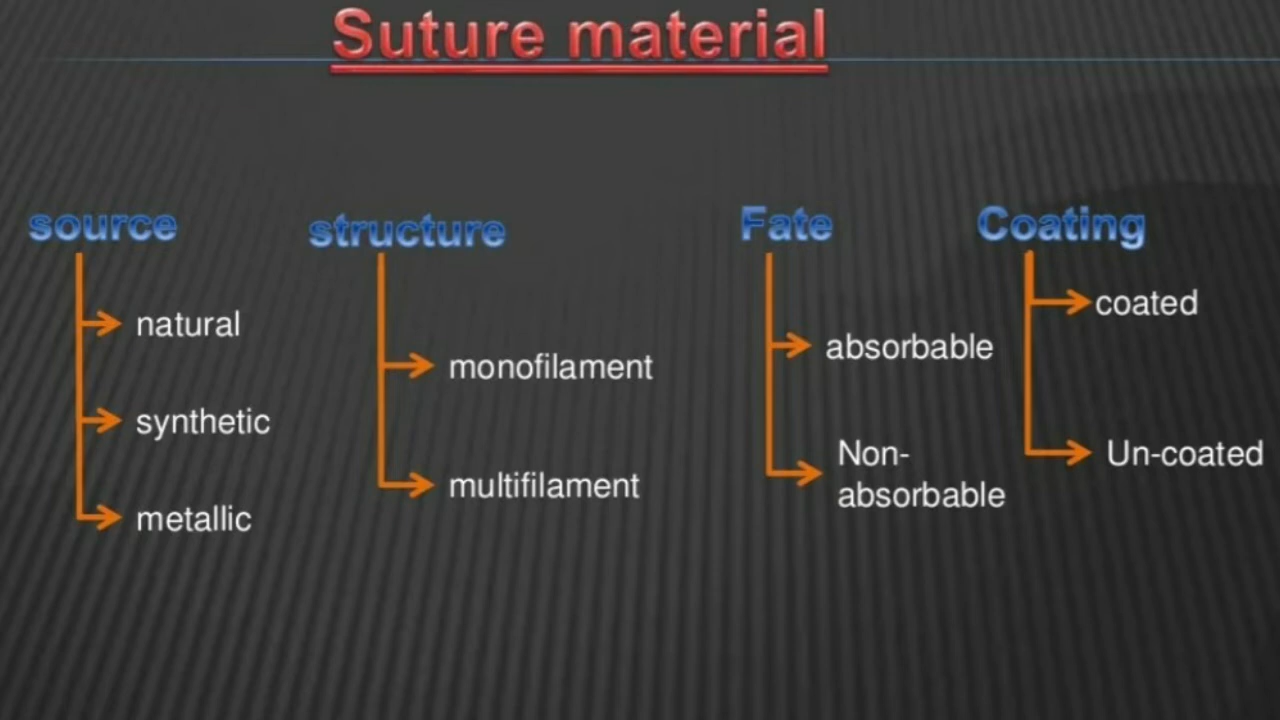 Suture material
source
natural
synthetic
metallic
structure
monofilament
multifilament
Fate
absorbable
Non-
absorbable
Coating
coated
Un-coated